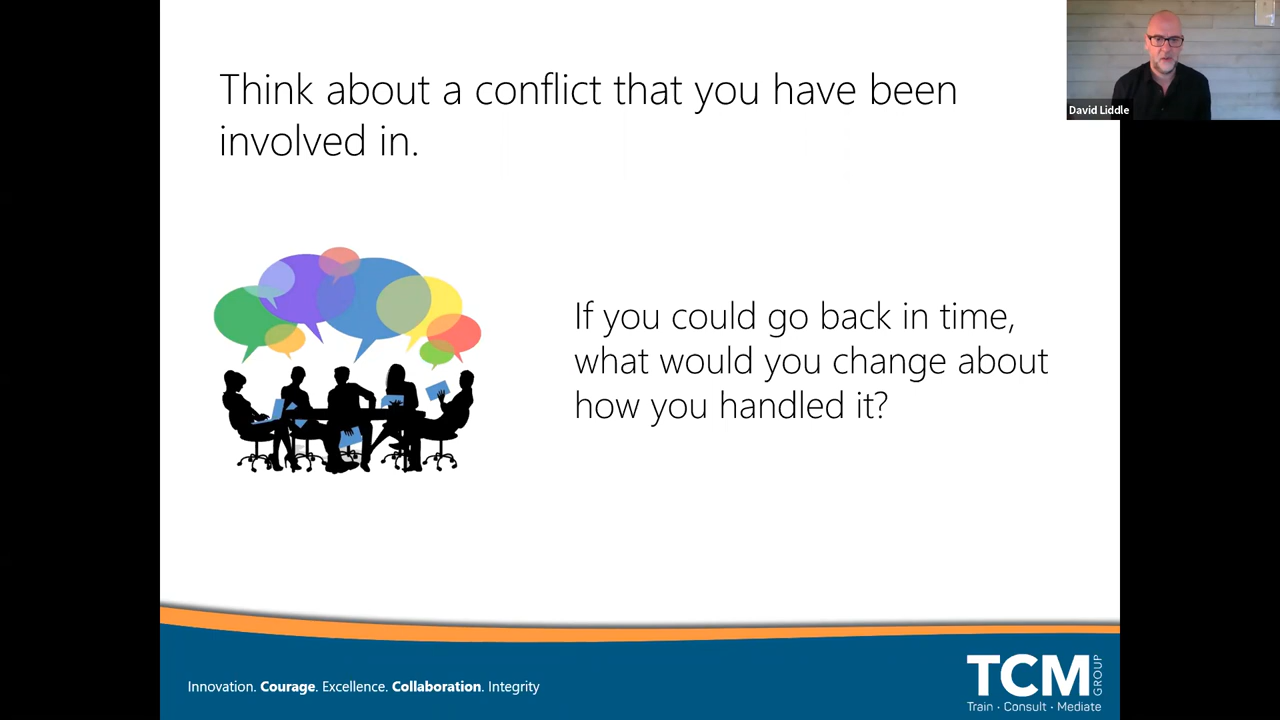 Think about a conflict that you have been
involved in.
David Liddle
If you could go back in time,
what would you change about
how you handled it?
Innovation. Courage. Excellence. Collaboration. Integrity
TCM
GROUP
Train · Consult · Mediate